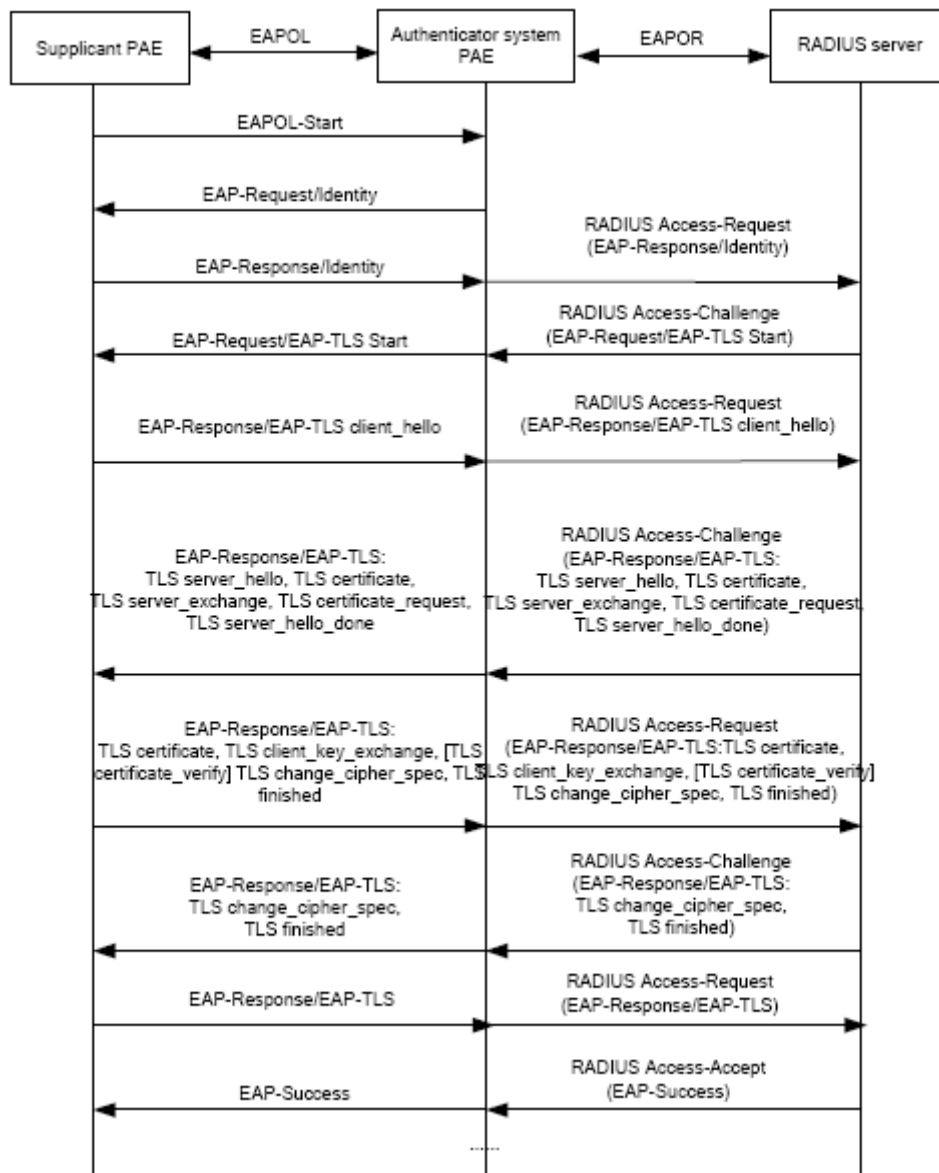 Supplicant PAE
EAPOL
Authenticator system
PAE
EAPOR
RADIUS server
EAPOL-Start
EAP-Request/Identity
RADIUS Access-Request
(EAP-Response/Identity)
EAP-Response/Identity
RADIUS Access-Challenge
(EAP-Request/EAP-TLS Start)
EAP-Request/EAP-TLS Start
RADIUS Access-Request
(EAP-Response/EAP-TLS client_hello)
EAP-Response/EAP-TLS client_hello
EAP-Response/EAP-TLS:
TLS server_hello, TLS certificate,
TLS server_exchange, TLS certificate_request,
TLS server_hello_done
RADIUS Access-Challenge
(EAP-Response/EAP-TLS:
TLS server_hello, TLS certificate,
TLS server_exchange, TLS certificate_request,
TLS server_hello_done)
EAP-Response/EAP-TLS:
TLS certificate, TLS client_key_exchange, [TLS
certificate_verify] TLS change_cipher_spec, TLS
finished
RADIUS Access-Request
(EAP-Response/EAP-TLS:TLS certificate,
TLS client_key_exchange, [TLS certificate_verify]
TLS change_cipher_spec, TLS finished)
EAP-Response/EAP-TLS:
TLS change_cipher_spec,
TLS finished
RADIUS Access-Challenge
(EAP-Response/EAP-TLS:
TLS change_cipher_spec,
TLS finished)
EAP-Response/EAP-TLS
RADIUS Access-Request
(EAP-Response/EAP-TLS)
EAP-Success
RADIUS Access-Accept
(EAP-Success)
......